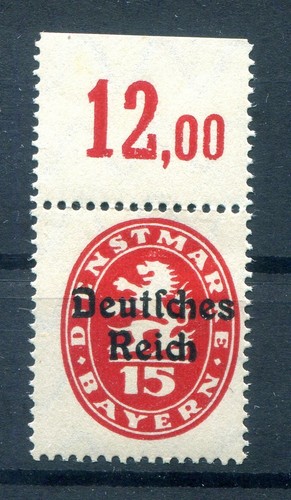 12,00
DIENSTMARKE
Deutſches
Reich
15
BAYERN